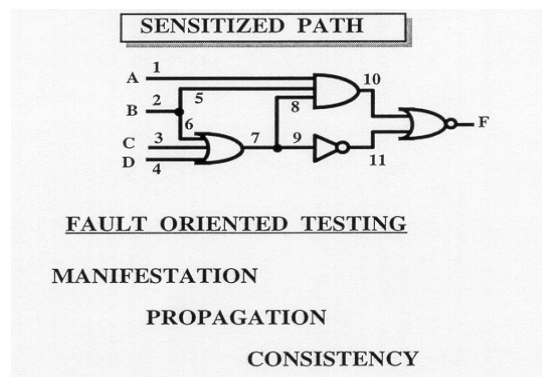 SENSITIZED PATH
A 1
10
B 2 5
8
F
6
C 3 7 9
D 4 11
FAULT ORIENTED TESTING
MANIFESTATION
PROPAGATION
CONSISTENCY